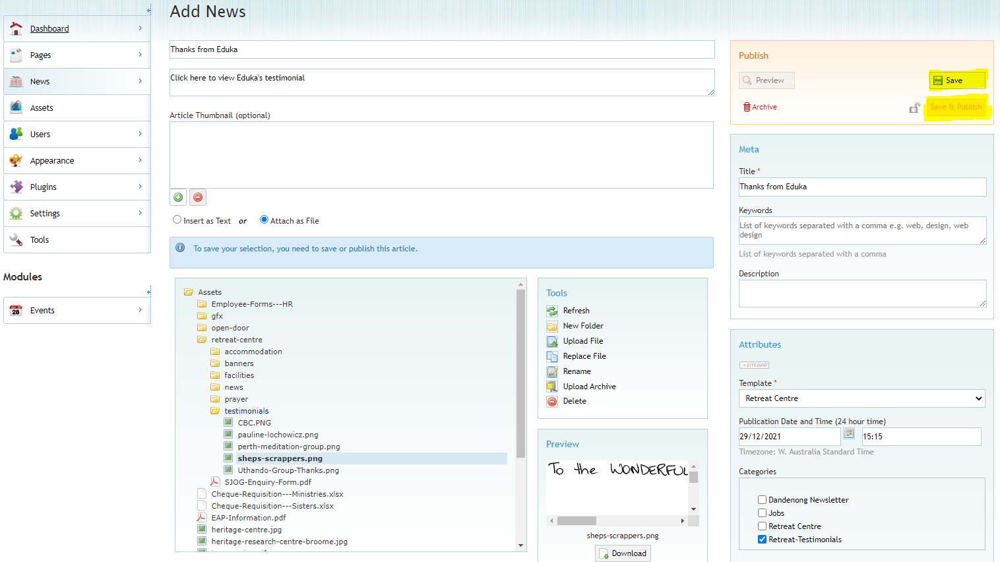 Add News
Dashboard
Pages
News
Assets
Users
Appearance
Plugins
Settings
Tools
Modules
Events
28
Thanks from Eduka
Click here to view Eduka's testimonial
Article Thumbnail (optional)
Insert as Text or Attach as File
To save your selection, you need to save or publish this article.
Assets
Employee-Forms---HR
gfx
open-door
retreat-centre
accommodation
banners
facilities
news
prayer
testimonials
CBC.PNG
pauline-lochowicz.png
perth-meditation-group.png
sheps-scrappers.png
Uthando-Group-Thanks.png
SJOG-Enquiry-Form.pdf
Cheque-Requisition---Ministries.xlsx
Cheque-Requisition---Sisters.xlsx
EAP-Information.pdf
heritage-centre.jpg
heritage-research-centre-broome.jpg
Tools
Refresh
New Folder
Upload File
Replace File
Rename
Upload Archive
Delete
Preview
To the WONDERFUL
sheps-scrappers.png
Download
Publish
Preview
Save
Archive
Save & Publish
Meta
Title *
Thanks from Eduka
Keywords
List of keywords separated with a comma e.g. web, design, web
design
List of keywords separated with a comma
Description
Attributes
×SITEMAP
Template *
Retreat Centre
Publication Date and Time (24 hour time)
29/12/2021 15:15
Timezone: W. Australia Standard Time
Categories
Dandenong Newsletter
Jobs
Retreat Centre
Retreat-Testimonials